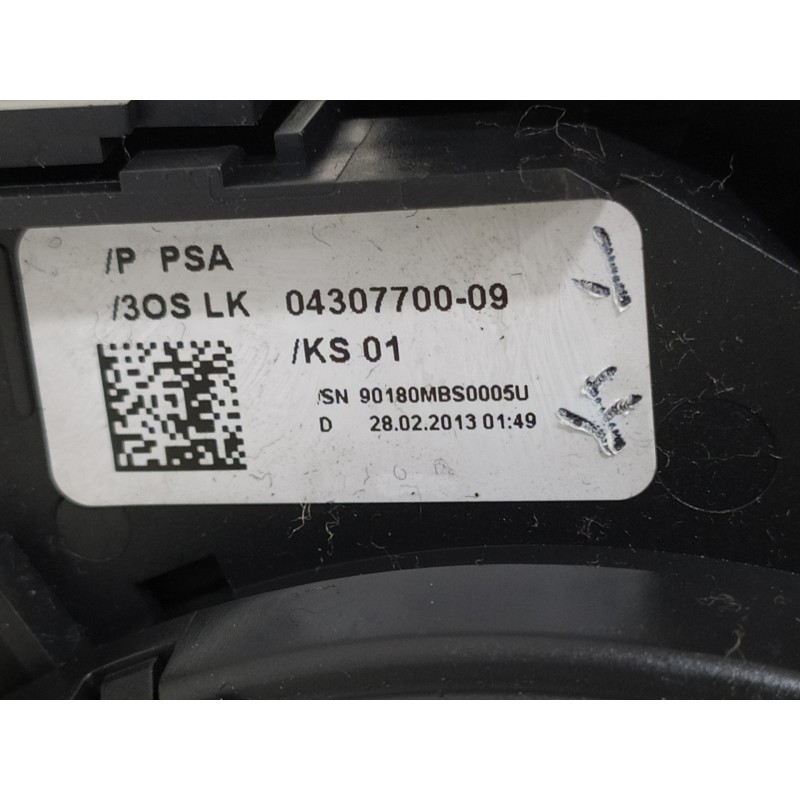 /P PSA
/3OS LK 04307700-09
/KS 01
/SN 90180MBS0005U
D 28.02.2013 01:49